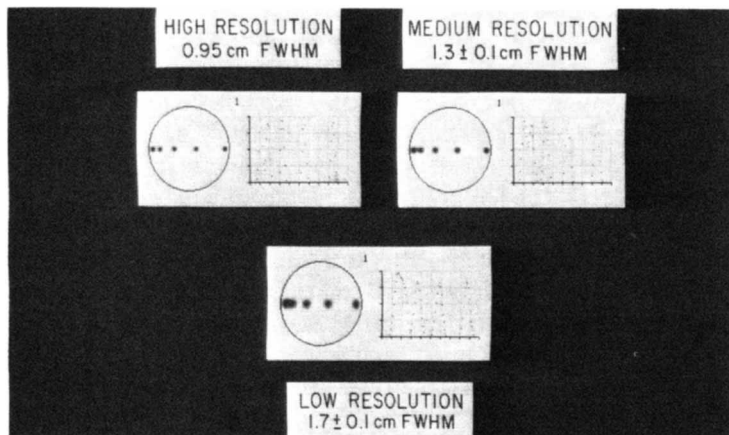 HIGH RESOLUTION
0.95 cm FWHM
MEDIUM RESOLUTION
1.3 ± 0.1 cm FWHM
1
1
1
LOW RESOLUTION
1.7 ± 0.1 cm FWHM